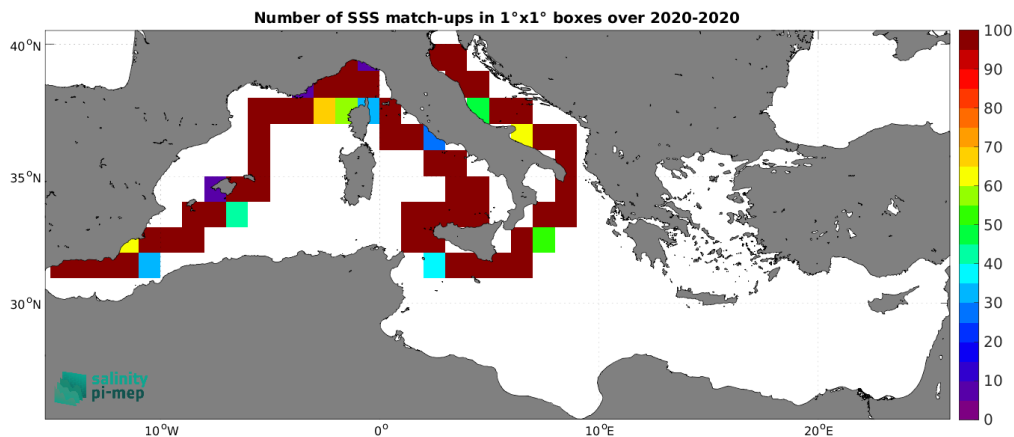 Number of SSS match-ups in 1°x1° boxes over 2020-2020
40°N
35°N
30°N
10°W
0°
10°E
20°E
100
90
80
70
60
50
40
30
20
10
0
salinity
pi-mep